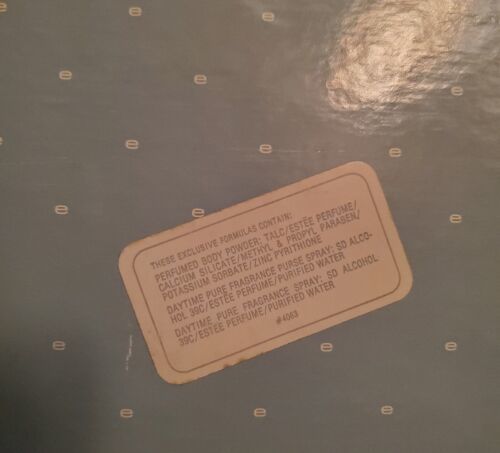 THESE EXCLUSIVE FORMULAS CONTAIN:
PERFUMED BODY POWDER: TALC/ESTĒE PERFUME/
CALCIUM SILICATE/METHYL & PROPYL PARABEN/
POTASSIUM SORBATE/ZINC PYRITHIONE
DAYTIME PURE FRAGRANCE PURSE SPRAY: SD ALCO-
HOL 39C/ESTĒE PERFUME/PURIFIED WATER
DAYTIME PURE FRAGRANCE SPRAY: SD ALCOHOL
39C/ESTĒE PERFUME/PURIFIED WATER
#4063